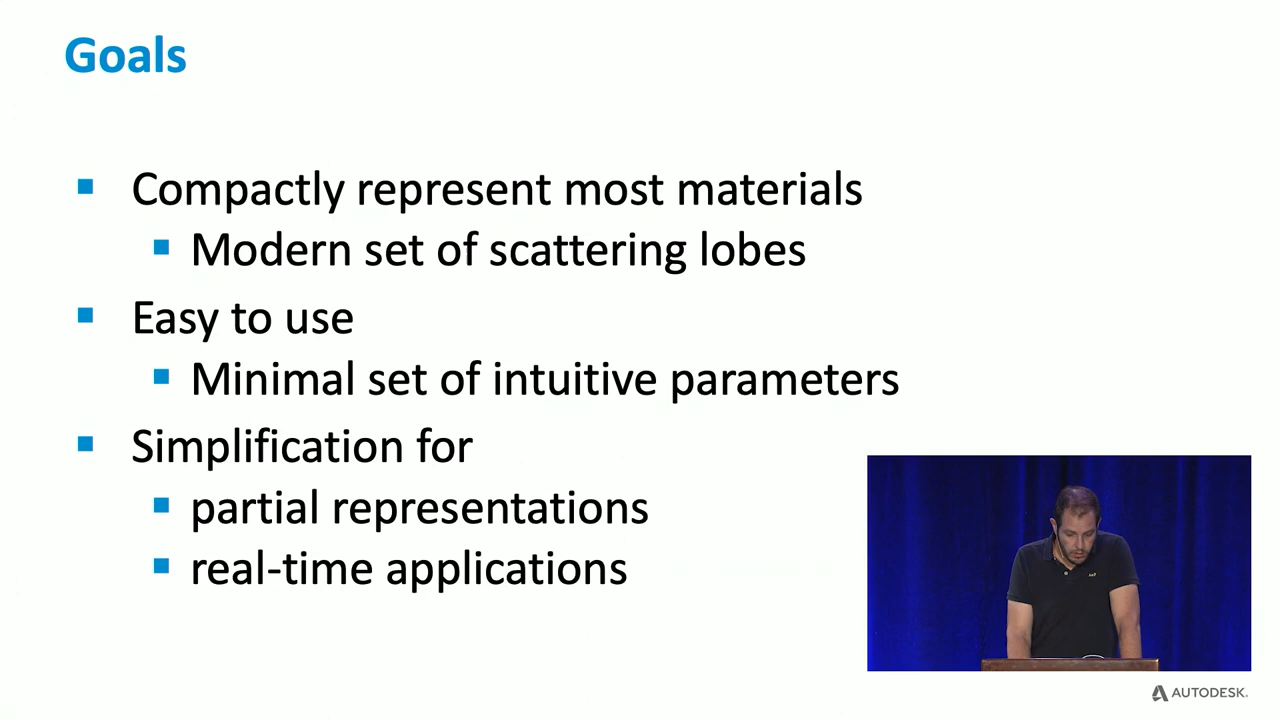 Goals
Compactly represent most materials
Modern set of scattering lobes
Easy to use
Minimal set of intuitive parameters
Simplification for
partial representations
real-time applications
AUTODESK.